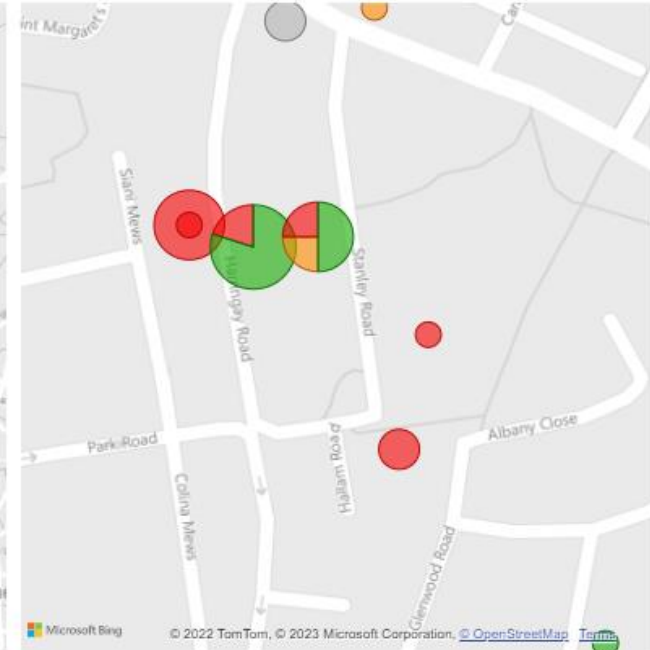 int Margaret's
Siani Mews
Stanley Road
Park Road
Albany Close
Hallam Road
Colina Mews
Glenwood Road
Microsoft Bing
© 2022 TomTom, © 2023 Microsoft Corporation, © OpenStreetMap Terms